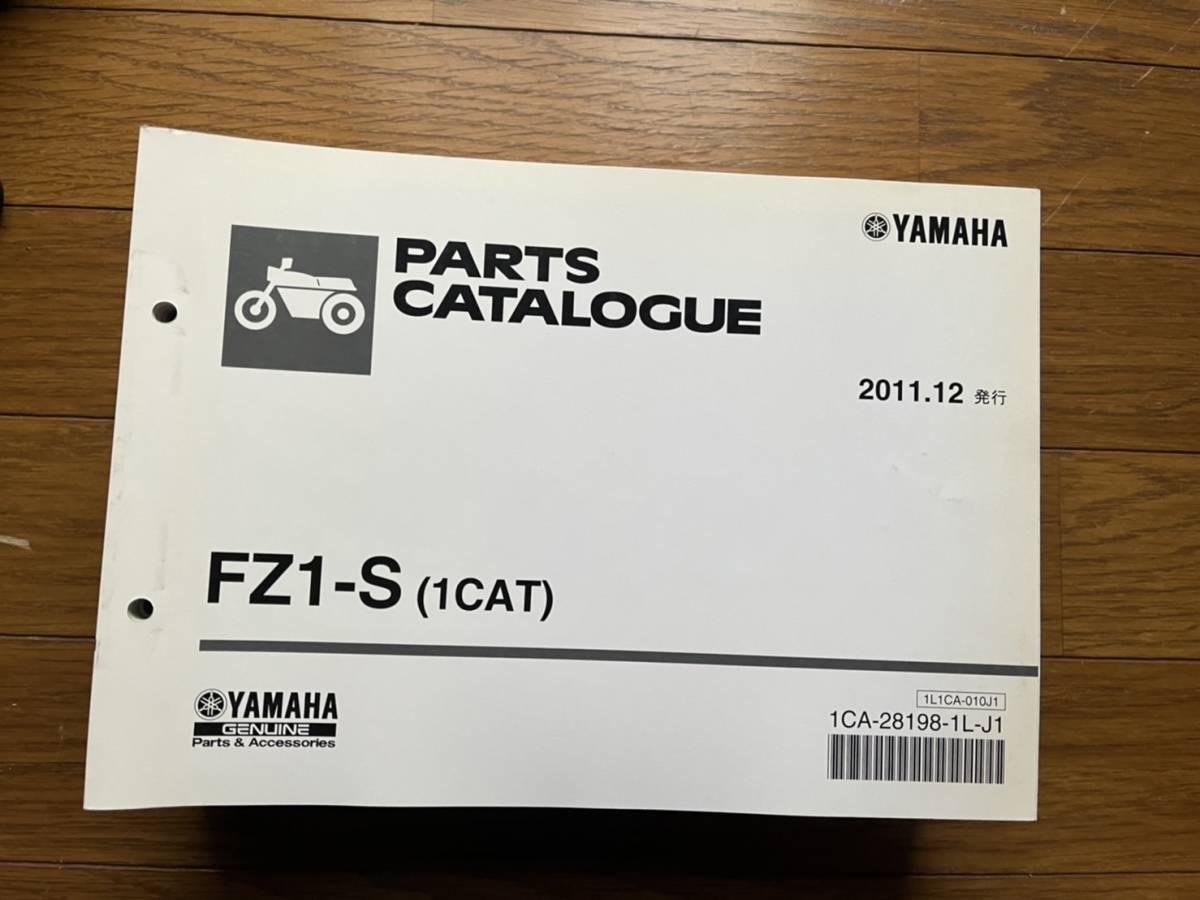 YAMAHA
PARTS
CATALOGUE
2011.12 発行
FZ1-S (1CAT)
YAMAHA
GENUINE
Parts & Accessories
1L1CA-010J1
1CA-28198-1L-J1